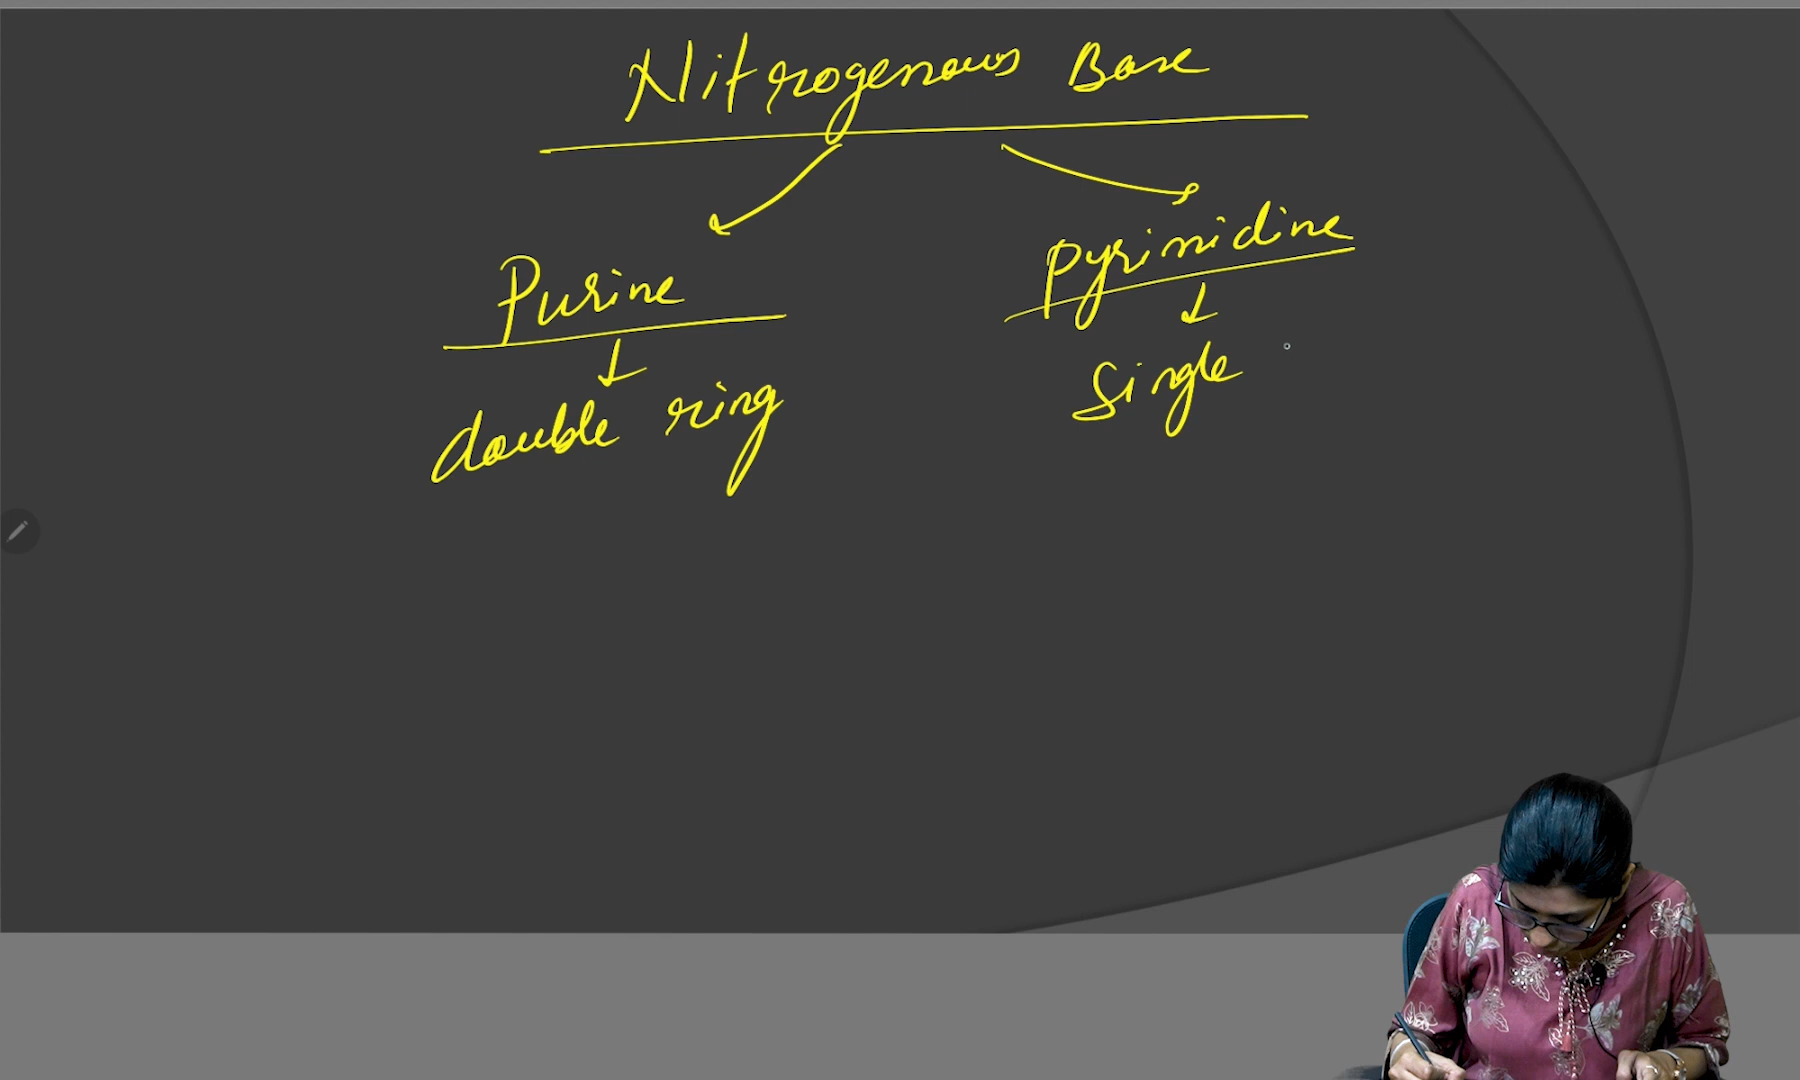 Nitrogenous Base
Purine
pyrimidine
double ring
single